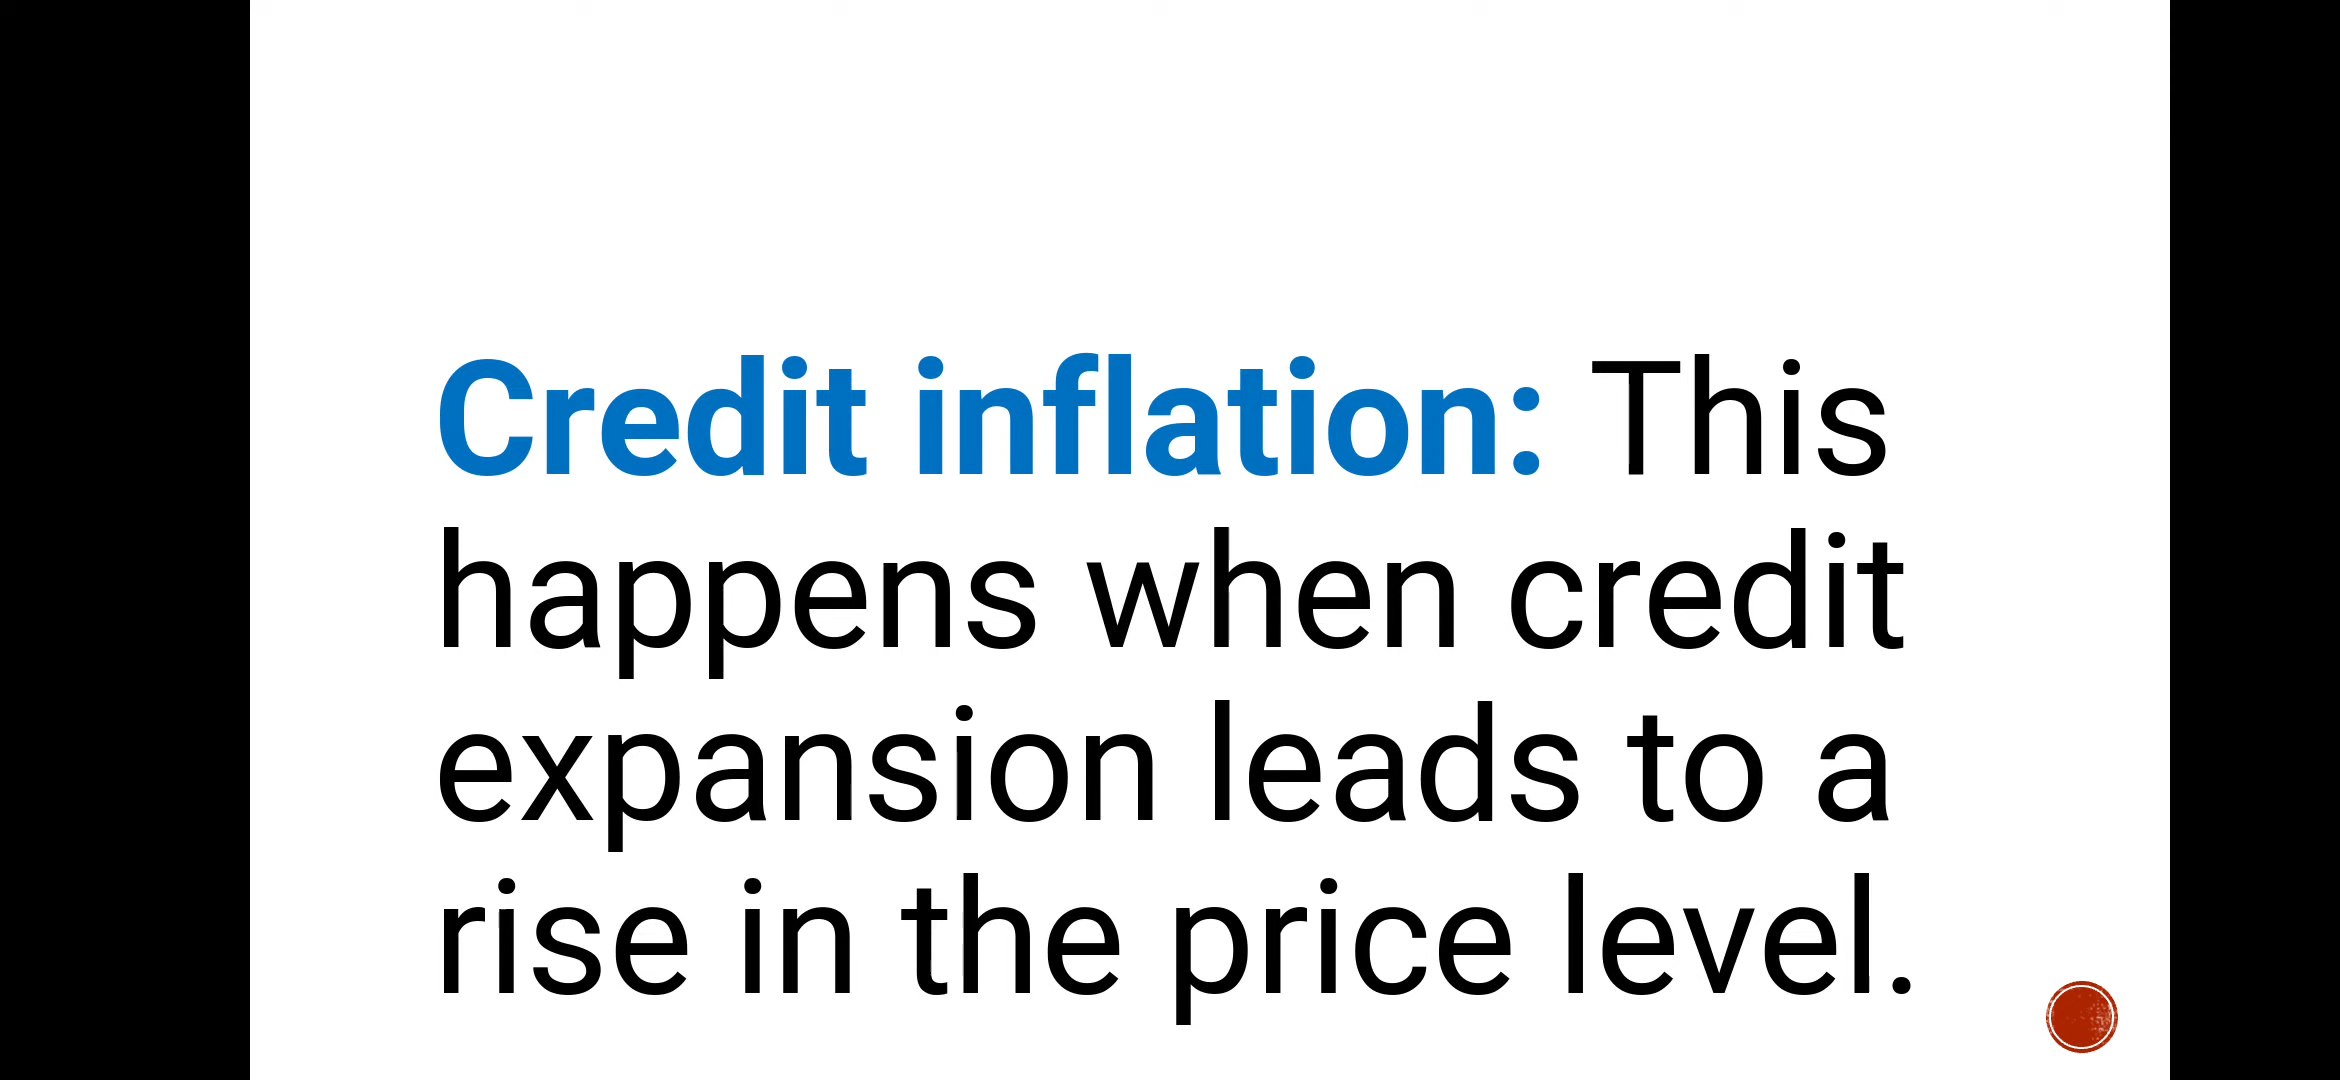 Credit inflation: This
happens when credit
expansion leads to a
rise in the price level.